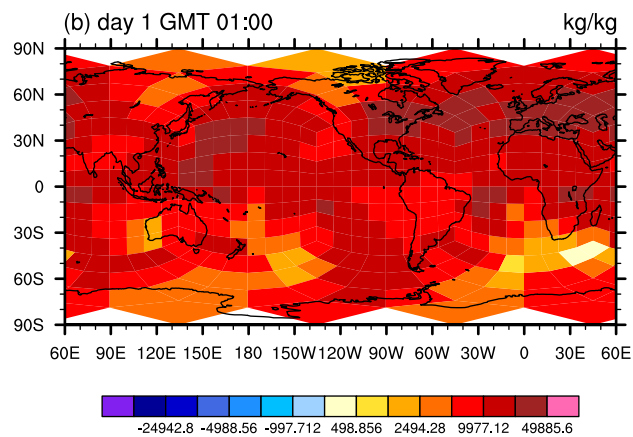 (b) day 1 GMT 01:00 kg/kg
90N
60N
30N
0
30S
60S
90S
60E 90E 120E 150E 180 150W 120W 90W 60W 30W 0 30E 60E
-24942.8 -4988.56 -997.712 498.856 2494.28 9977.12 49885.6